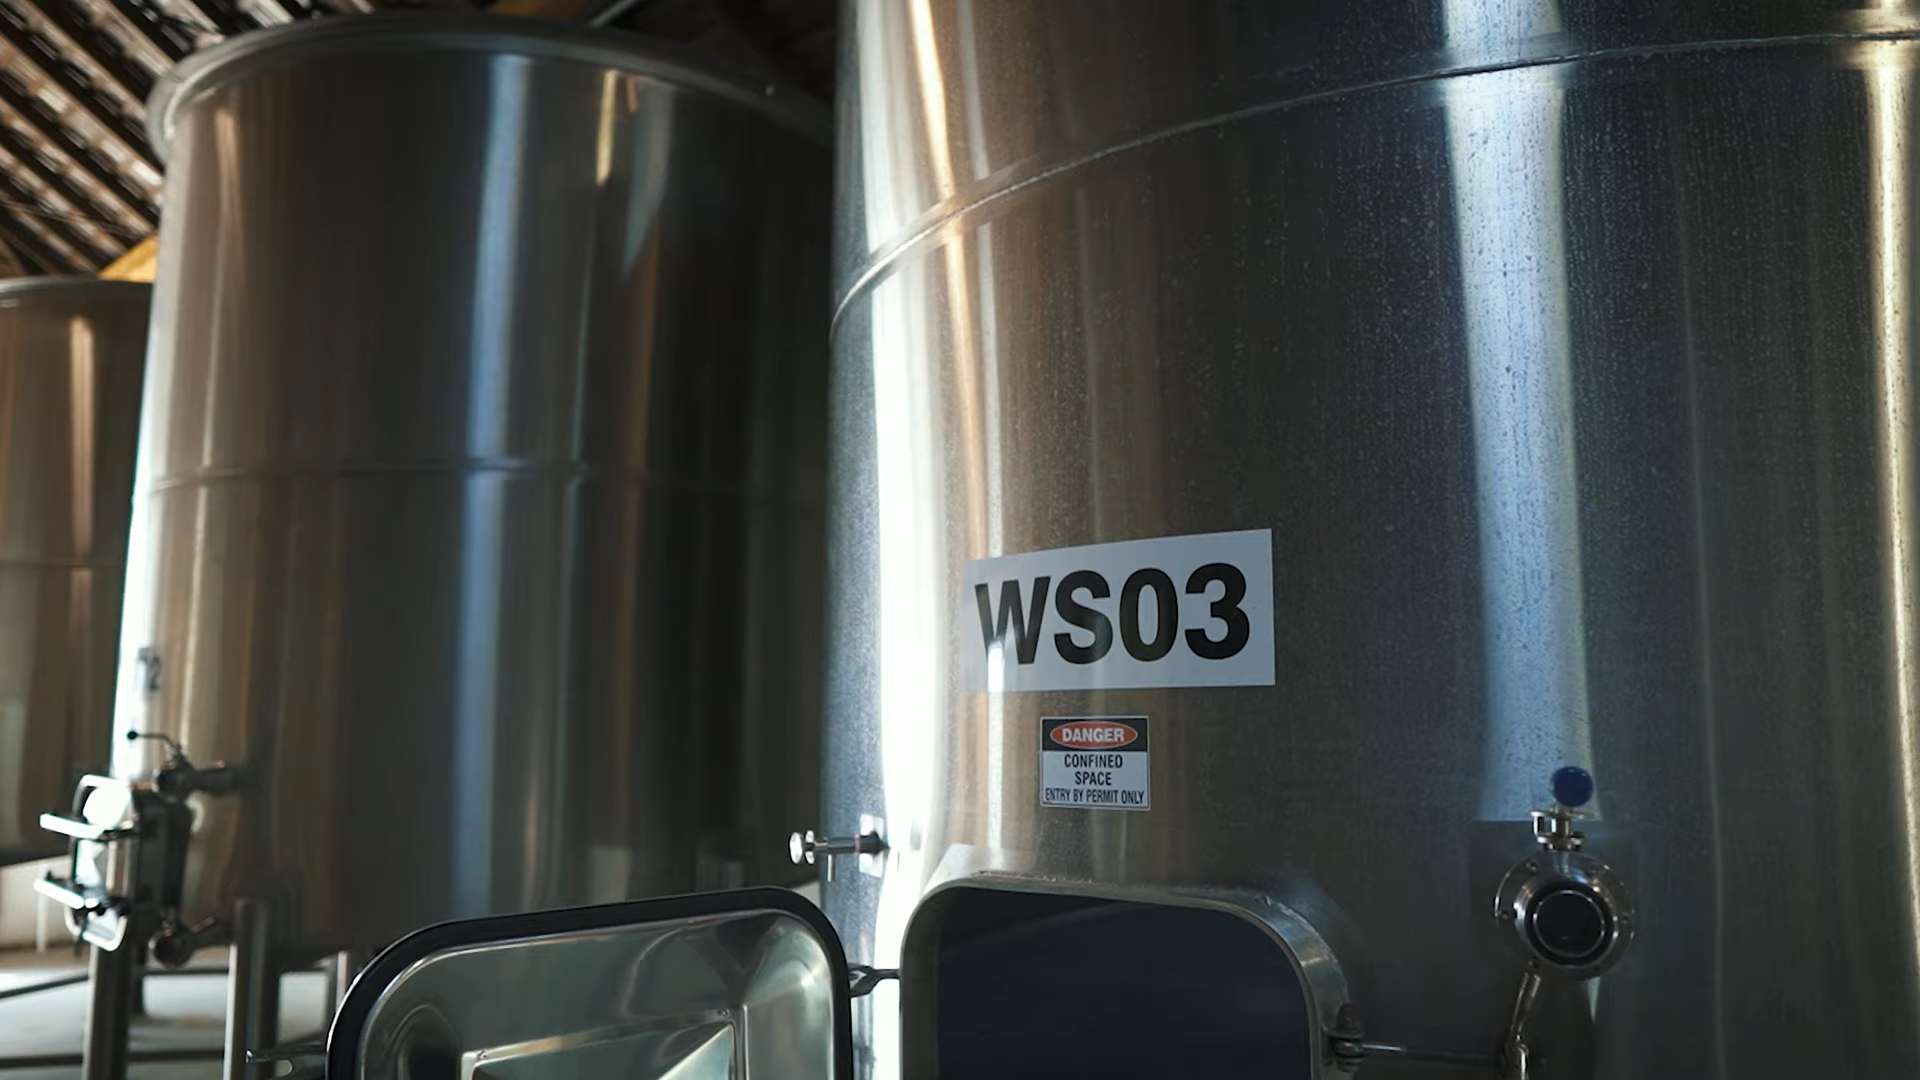 WS03
DANGER
CONFINED
SPACE
ENTRY BY PERMIT ONLY